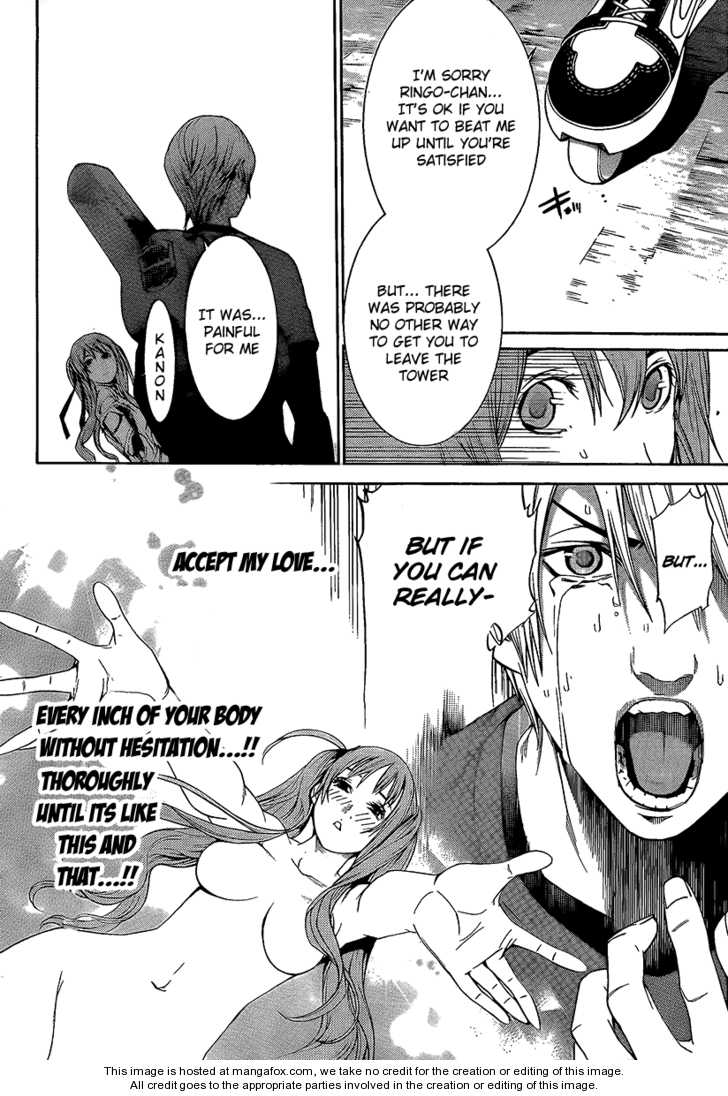 I'M SORRY
RINGO-CHAN...
IT'S OK IF YOU
WANT TO BEAT ME
UP UNTIL YOU'RE
SATISFIED
BUT... THERE
WAS PROBABLY
NO OTHER WAY
TO GET YOU TO
LEAVE THE
TOWER
IT WAS...
PAINFUL
FOR ME
KANON
BUT...
BUT IF
YOU CAN
REALLY-
ACCEPT MY LOVE...
EVERY INCH OF YOUR BODY
WITHOUT HESITATION...!!
THOROUGHLY
UNTIL ITS LIKE
THIS AND
THAT...!!
This image is hosted at mangafox.com, we take no credit for the creation or editing of this image.
All credit goes to the appropriate parties involved in the creation or editing of this image.